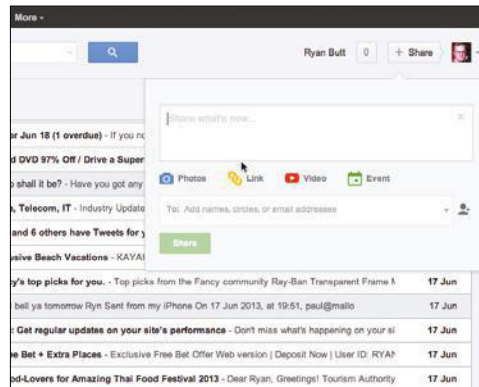 More
Ryan Butt 0 + Share
Share what's new...
Photos Link Video Event
To: Add names, circles, or email addresses
Share
or Jun 18 (1 overdue) - If you no
d DVD 97% Off / Drive a Super
shall it be? - Have you got any
, Telecom, IT - Industry Update
and 6 others have Tweets for y
usive Beach Vacations - KAYA
y's top picks for you. - Top picks from the Fancy community Ray-Ban Transparent Frame 17 Jun
bell ya tomorrow Ryn Sent from my iPhone On 17 Jun 2013, at 19:51, paul@mallo 17 Jun
: Get regular updates on your site's performance - Don't miss what's happening on your si 17 Jun
e Bet + Extra Places - Exclusive Free Bet Offer Web version | Deposit Now | User ID: RYAN 17 Jun
od-Lovers for Amazing Thai Food Festival 2013 - Dear Ryan, Greetings! Tourism Authority 17 Jun